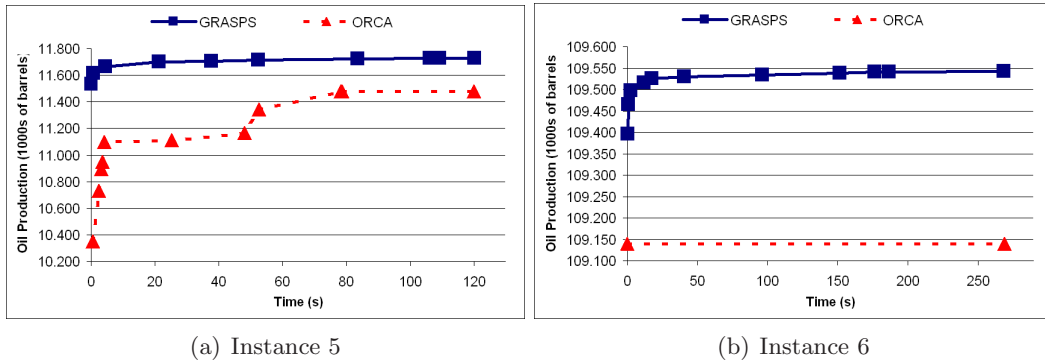 GRASPS ORCA
Oil Production (1000s of barrels)
11.800
11.600
11.400
11.200
11.000
10.800
10.600
10.400
10.200
0 20 40 60 80 100 120
Time (s)
(a) Instance 5
GRASPS ORCA
Oil Production (1000s of barrels
109.600
109.550
109.500
109.450
109.400
109.350
109.300
109.250
109.200
109.150
109.100
0 50 100 150 200 250
Time (s)
(b) Instance 6